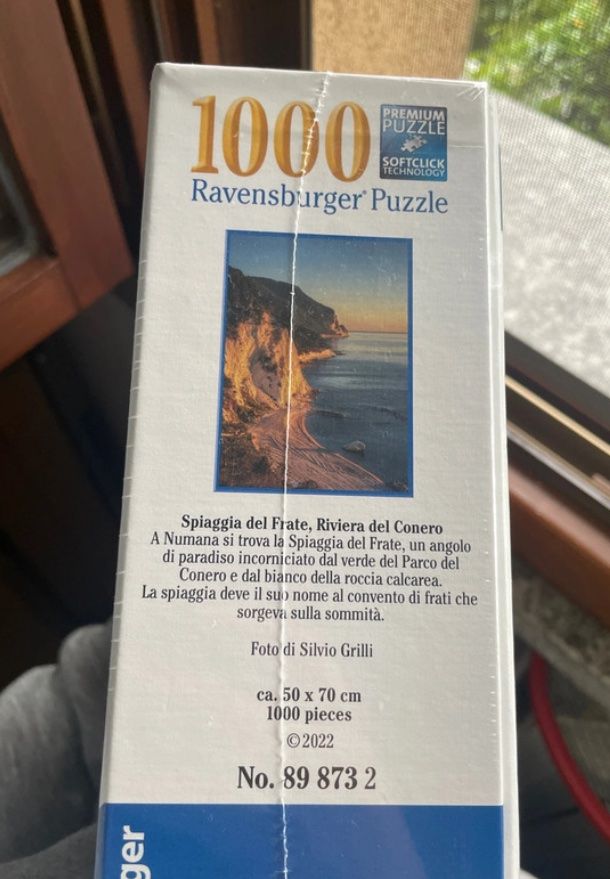 1000
PREMIUM
PUZZLE
SOFTCLICK
TECHNOLOGY
Ravensburger® Puzzle
Spiaggia del Frate, Riviera del Conero
A Numana si trova la Spiaggia del Frate, un angolo
di paradiso incorniciato dal verde del Parco del
Conero e dal bianco della roccia calcarea.
La spiaggia deve il suo nome al convento di frati che
sorgeva sulla sommità.
Foto di Silvio Grilli
ca. 50 x 70 cm
1000 pieces
©2022
No. 89 873 2
ger